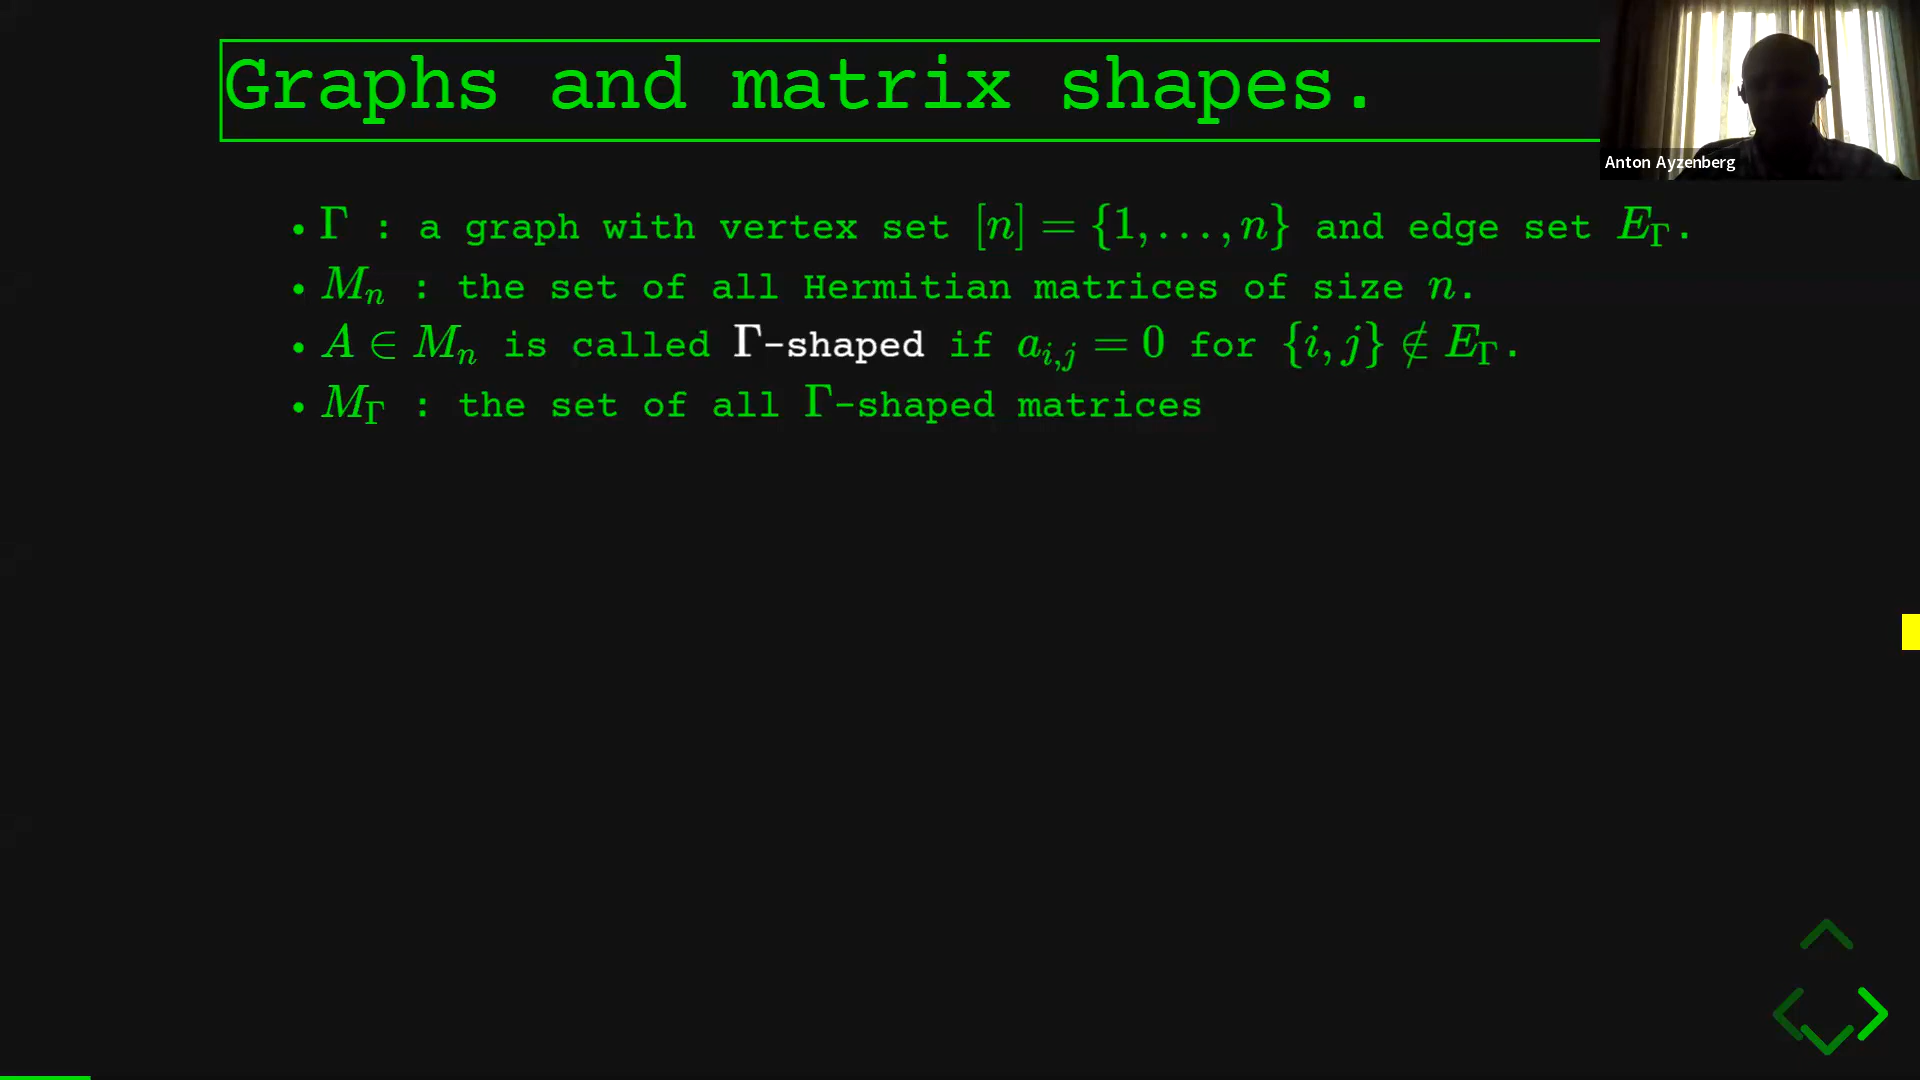 Graphs and matrix shapes.
Anton Ayzenberg
• Γ : a graph with vertex set [n] = {1, . . . , n} and edge set E_Γ.
• M_n : the set of all Hermitian matrices of size n.
• A ∈ M_n is called Γ-shaped if a_{i,j} = 0 for {i, j} ∉ E_Γ.
• M_Γ : the set of all Γ-shaped matrices